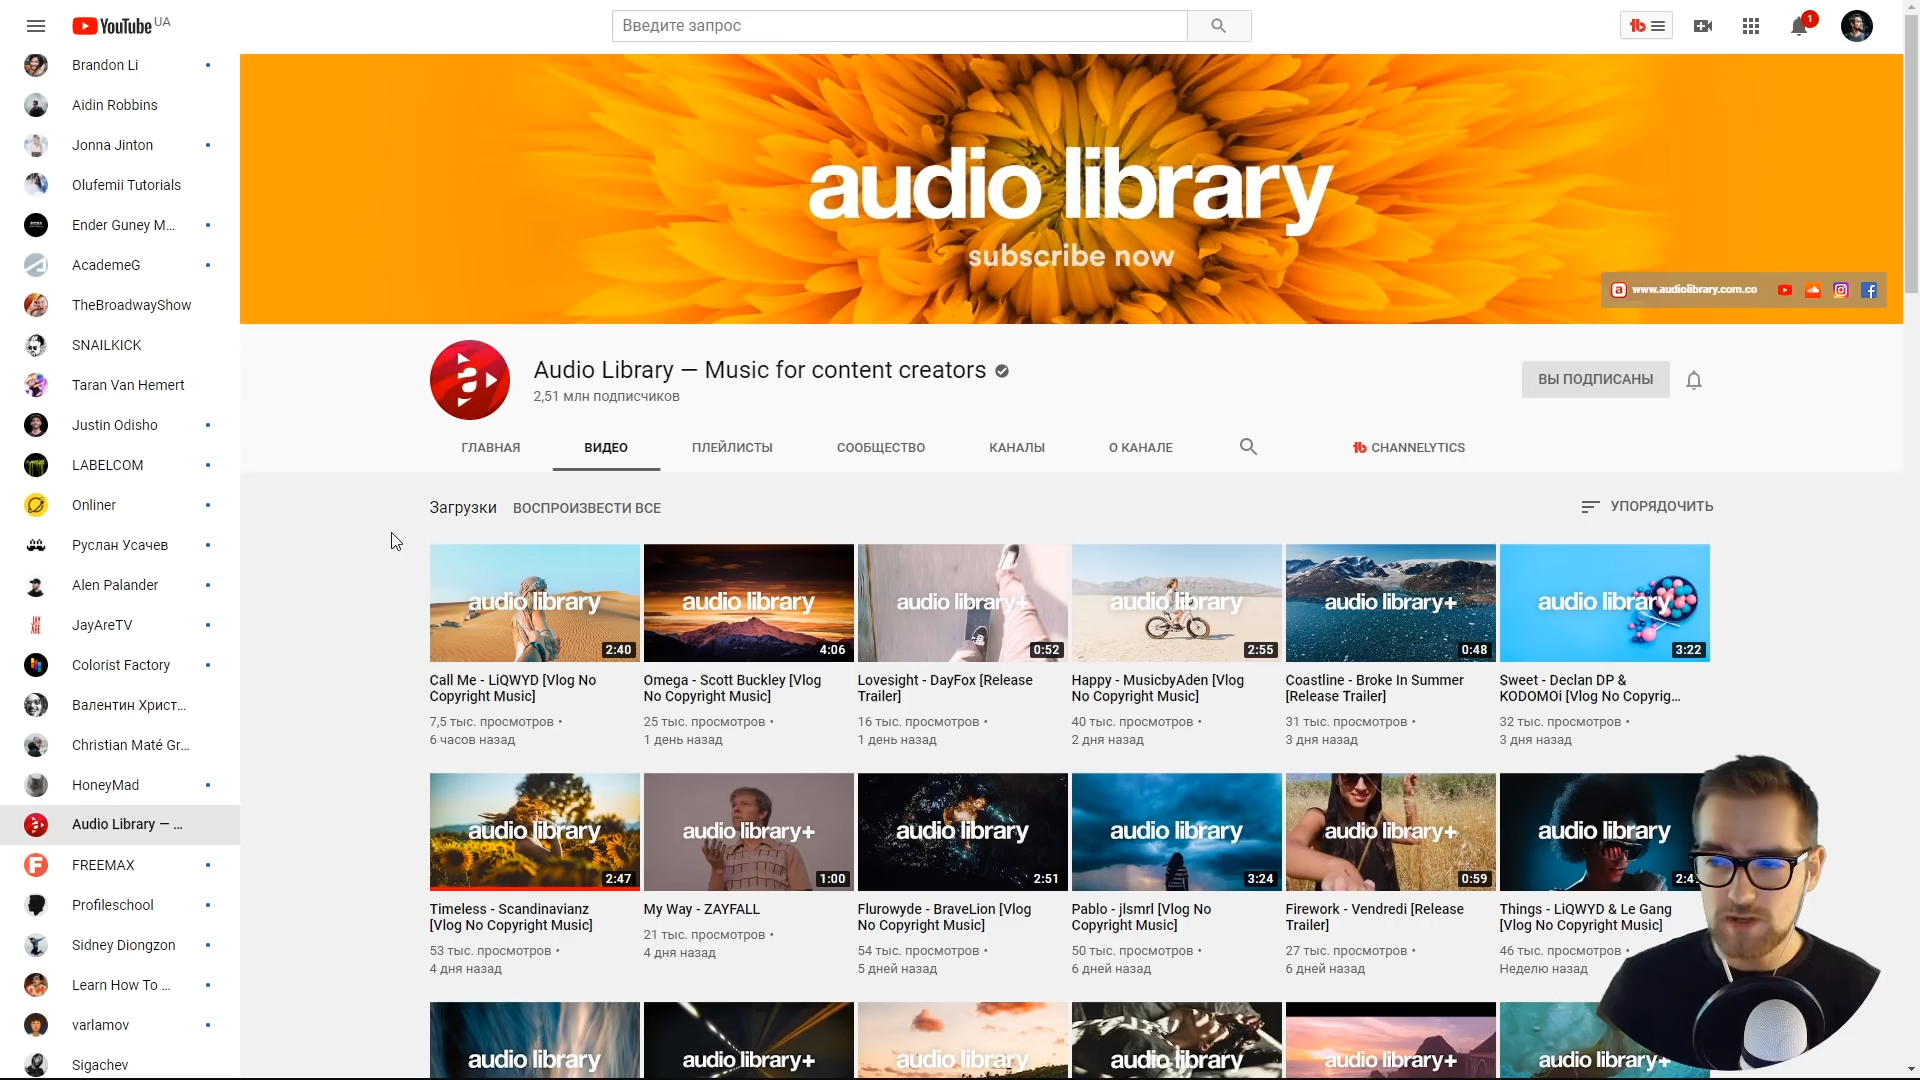 YouTube UA
Введите запрос
1
Brandon Li
Aidin Robbins
Jonna Jinton
Olufemii Tutorials
Ender Guney M...
AcademeG
TheBroadwayShow
SNAILKICK
Taran Van Hemert
Justin Odisho
LABELCOM
Onliner
Руслан Усачев
Alen Palander
JayAreTV
Colorist Factory
Валентин Христ...
Christian Maté Gr...
HoneyMad
Audio Library — ...
FREEMAX
Profileschool
Sidney Diongzon
Learn How To ...
varlamov
Sigachev
audio library
subscribe now
www.audiolibrary.com.co
Audio Library — Music for content creators
2,51 млн подписчиков
ВЫ ПОДПИСАНЫ
ГЛАВНАЯ ВИДЕО ПЛЕЙЛИСТЫ СООБЩЕСТВО КАНАЛЫ О КАНАЛЕ CHANNELYTICS
Загрузки ВОСПРОИЗВЕСТИ ВСЕ УПОРЯДОЧИТЬ
audio library
2:40
Call Me - LiQWYD [Vlog No
Copyright Music]
7,5 тыс. просмотров •
6 часов назад
audio library
4:06
Omega - Scott Buckley [Vlog
No Copyright Music]
25 тыс. просмотров •
1 день назад
audio library+
0:52
Lovesight - DayFox [Release
Trailer]
16 тыс. просмотров •
1 день назад
audio library
2:55
Happy - MusicbyAden [Vlog
No Copyright Music]
40 тыс. просмотров •
2 дня назад
audio library+
0:48
Coastline - Broke In Summer
[Release Trailer]
31 тыс. просмотров •
3 дня назад
audio library
3:22
Sweet - Declan DP &
KODOMOi [Vlog No Copyrig...
32 тыс. просмотров •
3 дня назад
audio library
2:47
Timeless - Scandinavianz
[Vlog No Copyright Music]
53 тыс. просмотров •
4 дня назад
audio library+
1:00
My Way - ZAYFALL
21 тыс. просмотров •
4 дня назад
audio library
2:51
Flurowyde - BraveLion [Vlog
No Copyright Music]
54 тыс. просмотров •
5 дней назад
audio library
3:24
Pablo - jlsmrl [Vlog No
Copyright Music]
50 тыс. просмотров •
6 дней назад
audio library+
0:59
Firework - Vendredi [Release
Trailer]
27 тыс. просмотров •
6 дней назад
audio library
Things - LiQWYD & Le Gang
[Vlog No Copyright Music]
46 тыс. просмотров •
Неделю назад
audio library
audio library+
audio library
audio library
audio library+
audio library+